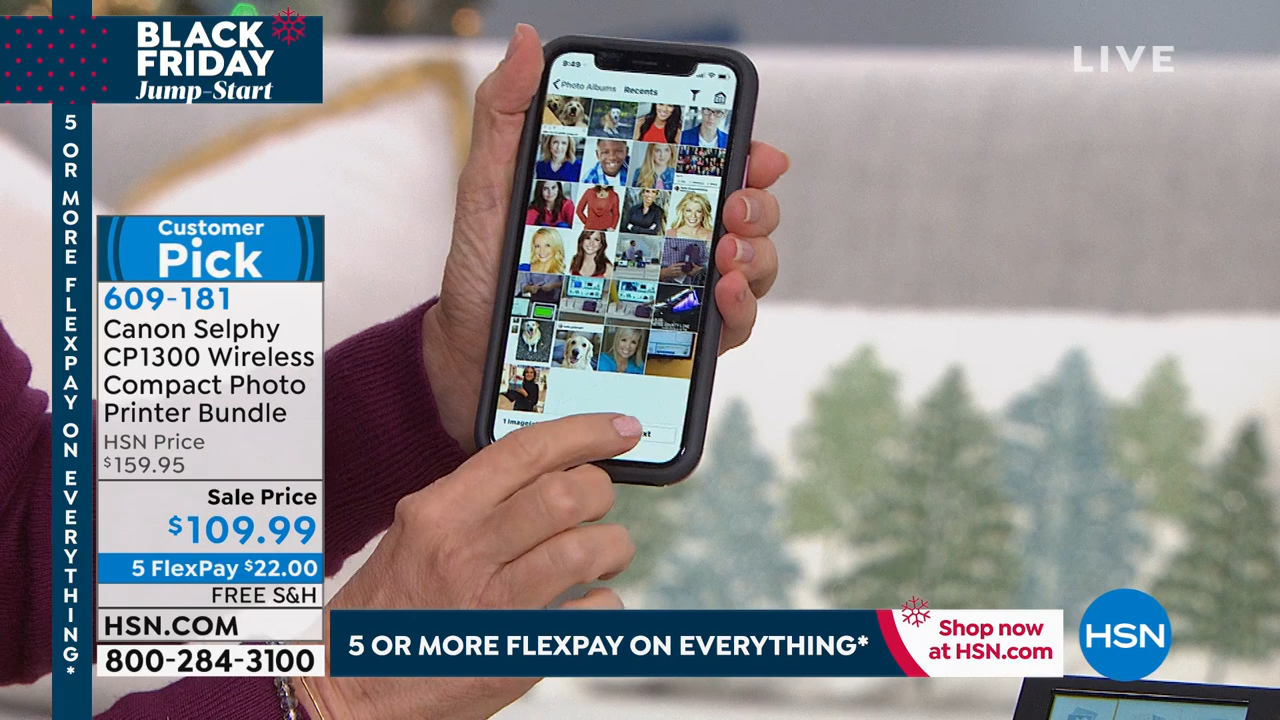 BLACK
FRIDAY
Jump-Start
LIVE
5 OR MORE FLEXPAY ON EVERYTHING*
Customer
Pick
609-181
Canon Selphy
CP1300 Wireless
Compact Photo
Printer Bundle
HSN Price
$159.95
Sale Price
$109.99
5 FlexPay $22.00
FREE S&H
HSN.COM
800-284-3100
9:49
Photo Albums Recents
5 OR MORE FLEXPAY ON EVERYTHING*
Shop now
at HSN.com
HSN